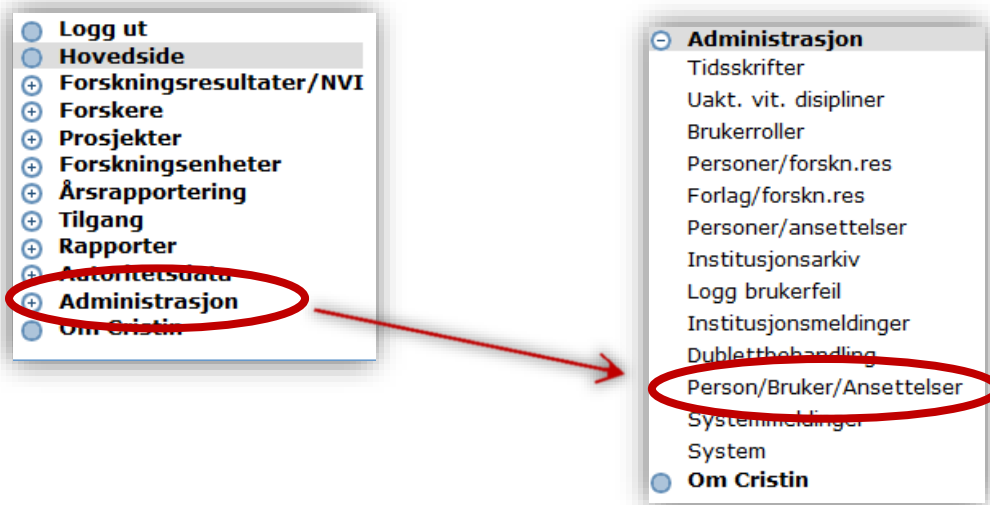 Logg ut
Hovedside
Forskningsresultater/NVI
Forskere
Prosjekter
Forskningsenheter
Årsrapportering
Tilgang
Rapporter
Autoritetsdata
Administrasjon
Om Cristin
Administrasjon
Tidsskrifter
Uakt. vit. disipliner
Brukerroller
Personer/forskn.res
Forlag/forskn.res
Personer/ansettelser
Institusjonsarkiv
Logg brukerfeil
Institusjonsmeldinger
Dublettbehandling
Person/Bruker/Ansettelser
Systemmeldinger
System
Om Cristin